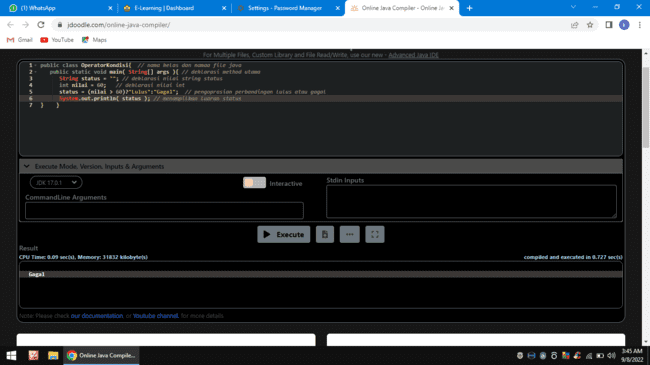 (1) WhatsApp
E-Learning | Dashboard
Settings - Password Manager
Online Java Compiler - Online Jav
jdoodle.com/online-java-compiler/
Gmail
YouTube
Maps
For Multiple Files, Custom Library and File Read/Write, use our new - Advanced Java IDE
1 public class OperatorKondisi{ // nama kelas dan namaa file java
2 public static void main( String[] args ){ // deklarasi method utama
3 String status = ""; // deklarasi nilai string status
4 int nilai = 60; // deklarasi nilai int
5 status = (nilai > 60)?"Lulus":"Gagal"; // pengoprasian perbandingan lulus atau gagal
6 System.out.println( status ); // menampilkan luaran status
7 } }
Execute Mode, Version, Inputs & Arguments
JDK 17.0.1
Interactive
Stdin Inputs
CommandLine Arguments
Execute
Result
CPU Time: 0.09 sec(s), Memory: 31832 kilobyte(s)
compiled and executed in 0.727 sec(s)
Gagal
Note: Please check our documentation or Youtube channel for more details
Online Java Compile...
3:45 AM
9/8/2022